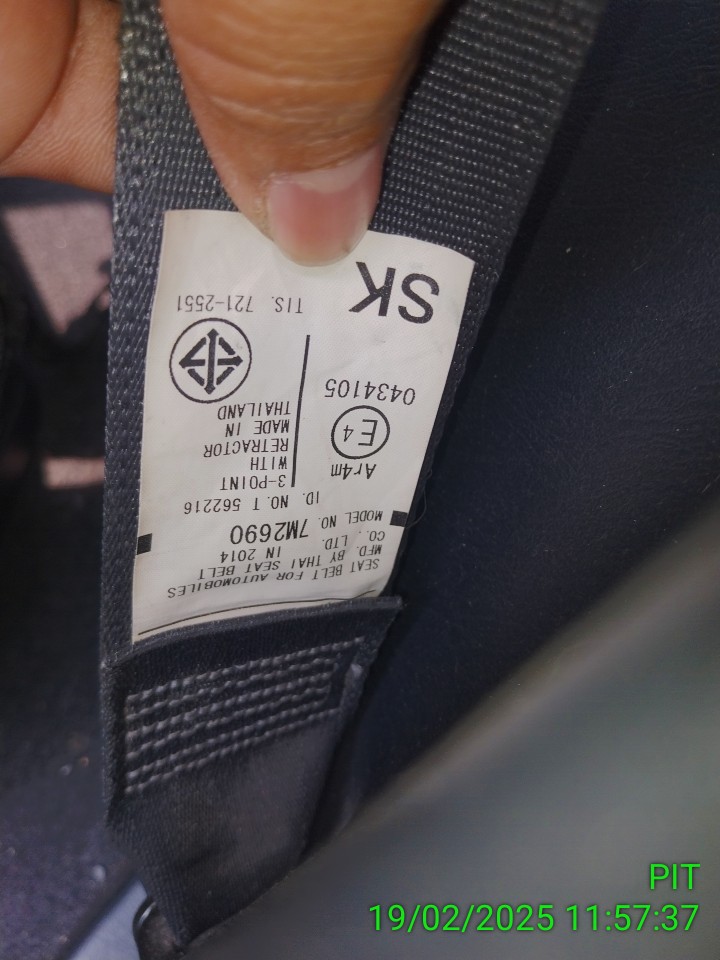 SEAT BELT FOR AUTOMOBILES
MFD. BY THAI SEAT BELT
CO., LTD. IN 2014
MODEL NO. 7M2690
ID. NO. T 562216
Ar4m
E4
0434105
3-POINT
WITH
RETRACTOR
MADE IN
THAILAND
TIS. 721-2551
SK
PIT
19/02/2025 11:57:37